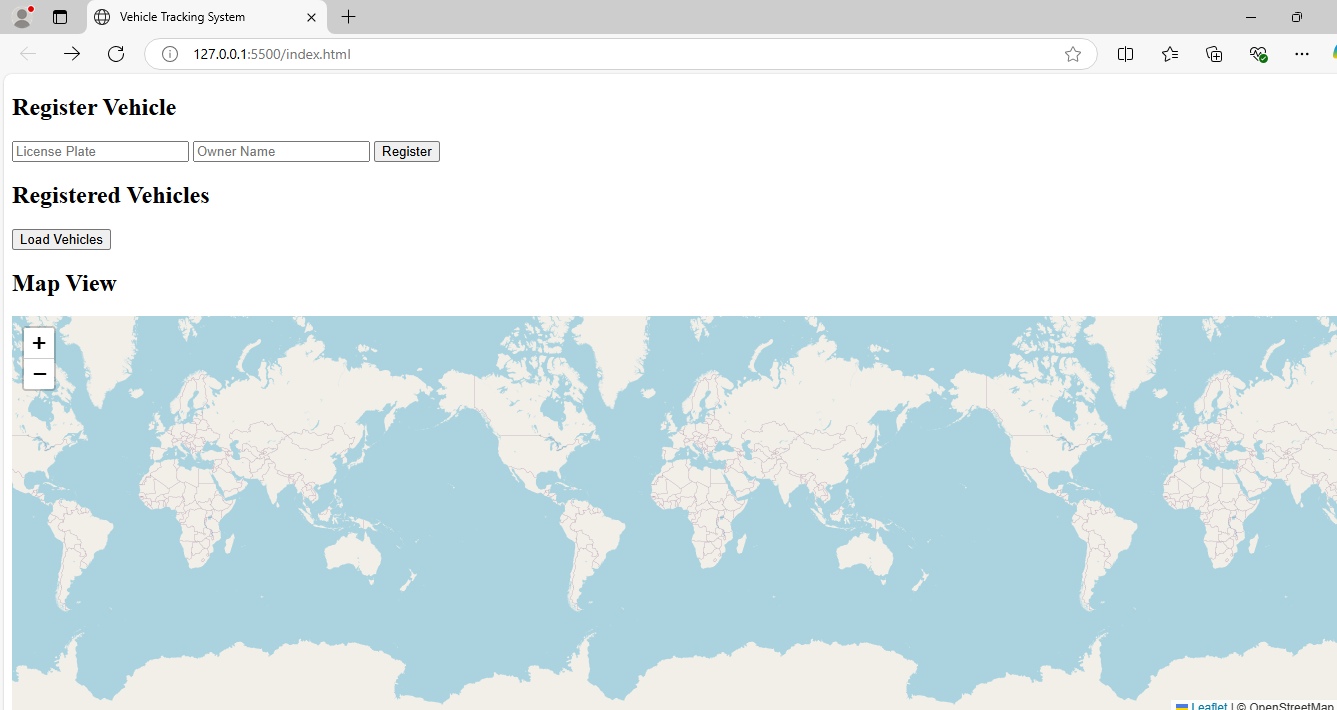 Vehicle Tracking System
127.0.0.1:5500/index.html
Register Vehicle
License Plate Owner Name Register
Registered Vehicles
Load Vehicles
Map View
+
−
Leaflet | © OpenStreetMap